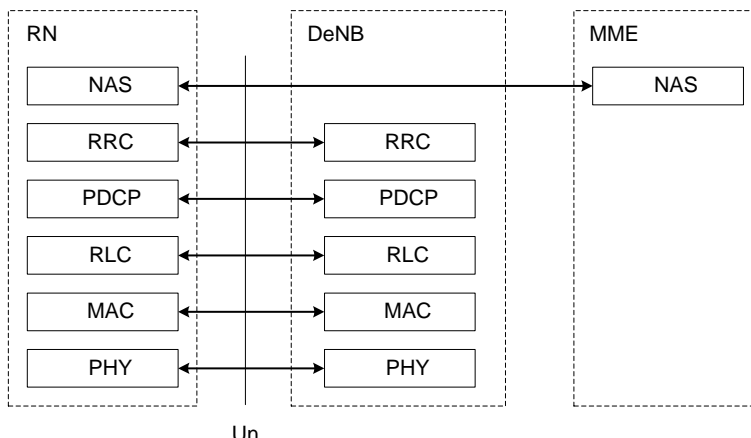 RN DeNB MME
NAS NAS
RRC RRC
PDCP PDCP
RLC RLC
MAC MAC
PHY PHY
Un